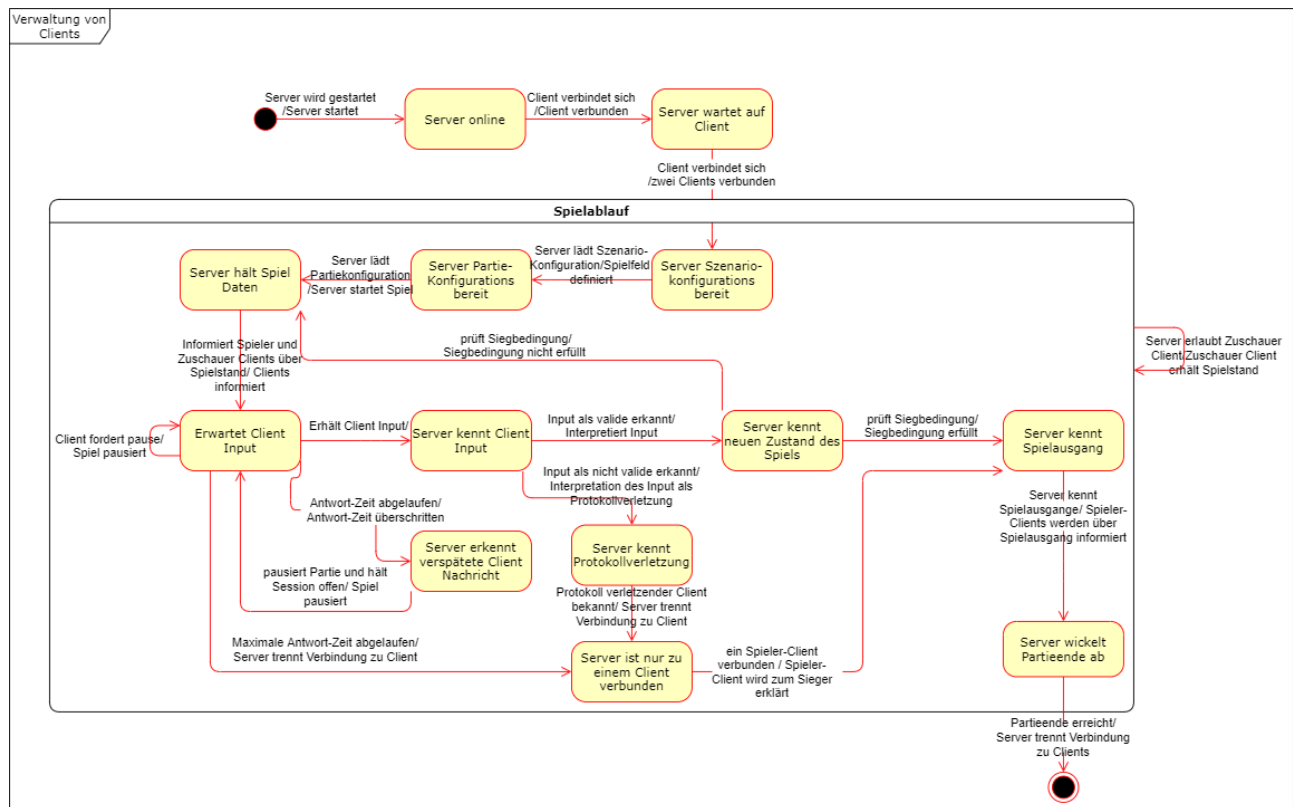 Verwaltung von
Clients
Server wird gestartet
/Server startet
Server online
Client verbindet sich
/Client verbunden
Server wartet auf
Client
Client verbindet sich
/zwei Clients verbunden
Spielablauf
Server hält Spiel
Daten
Server lädt
Partiekonfiguration
/Server startet Spiel
Server Partie-
Konfigurations
bereit
Server lädt Szenario-
Konfiguration/Spielfeld
definiert
Server Szenario-
konfigurations
bereit
Informiert Spieler und
Zuschauer Clients über
Spielstand/ Clients
informiert
prüft Siegbedingung/
Siegbedingung nicht erfüllt
Server erlaubt Zuschauer
Client/Zuschauer Client
erhält Spielstand
Client fordert pause/
Spiel pausiert
Erwartet Client
Input
Erhält Client Input/
Server kennt Client
Input
Input als valide erkannt/
Interpretiert Input
Server kennt
neuen Zustand des
Spiels
prüft Siegbedingung/
Siegbedingung erfüllt
Server kennt
Spielausgang
Input als nicht valide erkannt/
Interpretation des Input als
Protokollverletzung
Antwort-Zeit abgelaufen/
Antwort-Zeit überschritten
Server kennt
Spielausgange/ Spieler-
Clients werden über
Spielausgang informiert
Server erkennt
verspätete Client
Nachricht
Server kennt
Protokollverletzung
pausiert Partie und hält
Session offen/ Spiel
pausiert
Protokoll verletzender Client
bekannt/ Server trennt
Verbindung zu Client
Maximale Antwort-Zeit abgelaufen/
Server trennt Verbindung zu Client
Server ist nur zu
einem Client
verbunden
ein Spieler-Client
verbunden / Spieler-
Client wird zum Sieger
erklärt
Server wickelt
Partieende ab
Partieende erreicht/
Server trennt Verbindung
zu Clients